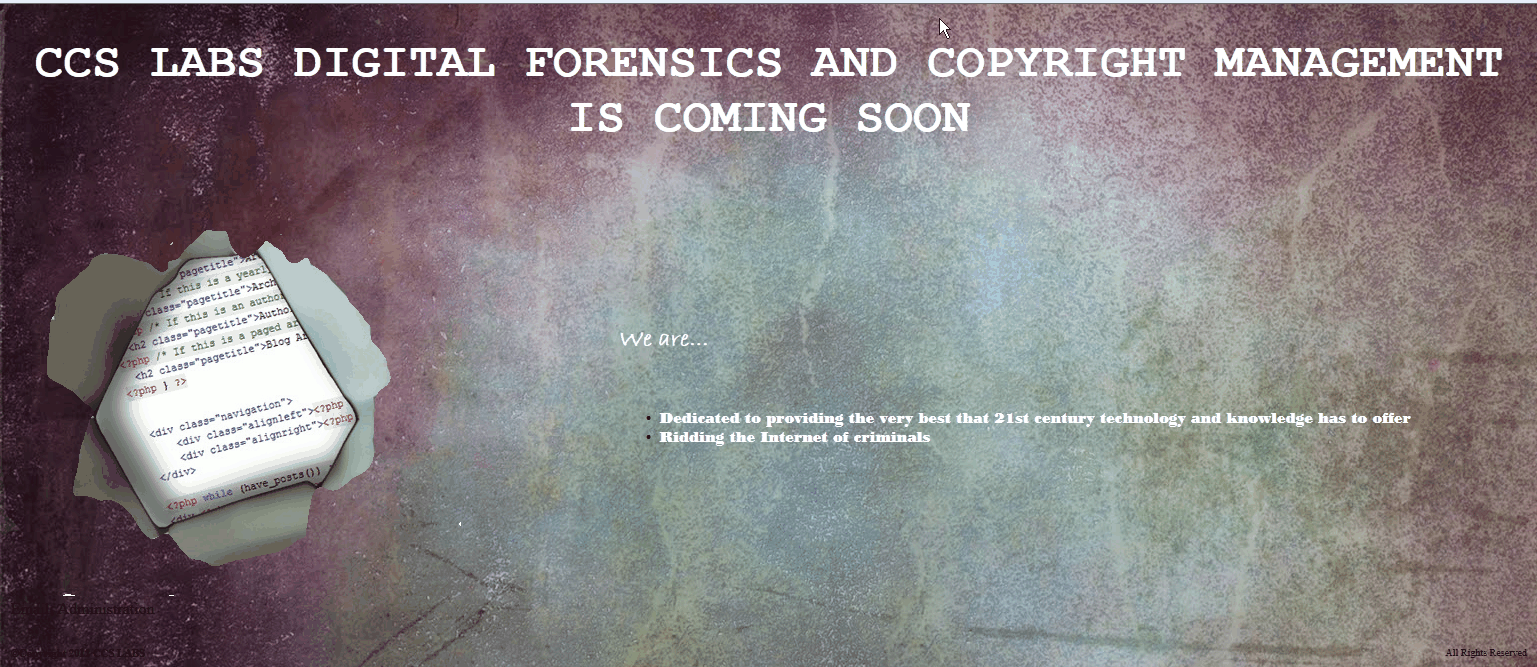 CCS LABS DIGITAL FORENSICS AND COPYRIGHT MANAGEMENT
IS COMING SOON
pagetitle">Ar
If this is a yearl
class="pagetitle">Arch
/* If this is an autho
<h2 class="pagetitle">Autho
<?php /* If this is a paged ar
<h2 class="pagetitle">Blog Ar
<?php } ?>
<div class="navigation">
<div class="alignleft"><?php
<div class="alignright"><?php
</div>
<?php while (have_posts())
<div
We are...
• Dedicated to providing the very best that 21st century technology and knowledge has to offer
• Ridding the Internet of criminals
Administration
CCS LABS
All Rights Reserved